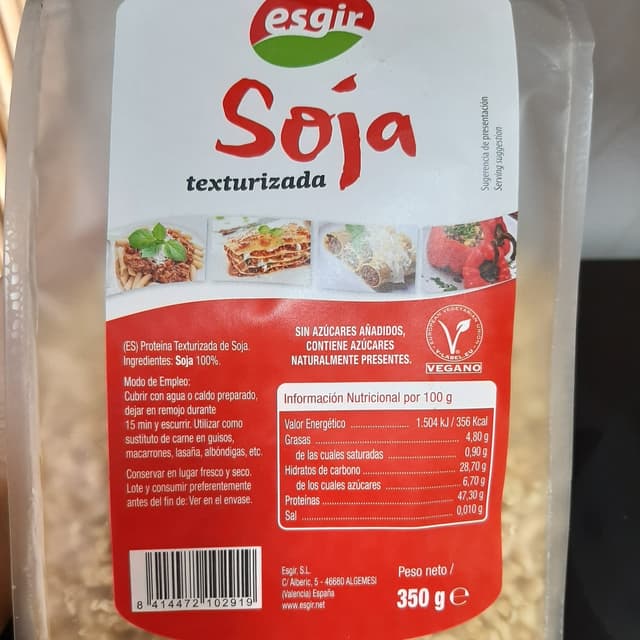 esgir
Soja
texturizada
Sugerencia de presentación
Serving suggestion
(ES) Proteína Texturizada de Soja.
Ingredientes: Soja 100%.
Modo de Empleo:
Cubrir con agua o caldo preparado,
dejar en remojo durante
15 min y escurrir. Utilizar como
sustituto de carne en guisos,
macarrones, lasaña, albóndigas, etc.
Conservar en lugar fresco y seco.
Lote y consumir preferentemente
antes del fin de: Ver en el envase.
SIN AZÚCARES AÑADIDOS,
CONTIENE AZÚCARES
NATURALMENTE PRESENTES.
EUROPEAN VEGETARIAN UNION
V-LABEL.EU
VEGANO
Información Nutricional por 100 g
Valor Energético 1.504 kJ / 356 Kcal
Grasas 4,80 g
de las cuales saturadas 0,90 g
Hidratos de carbono 28,70 g
de los cuales azúcares 6,70 g
Proteínas 47,30 g
Sal 0,010 g
8 414472 102919
Esgir, S.L.
C/ Alberic, 5 - 46680 ALGEMESI
(Valencia) España
www.esgir.net
Peso neto /
350 g ℮